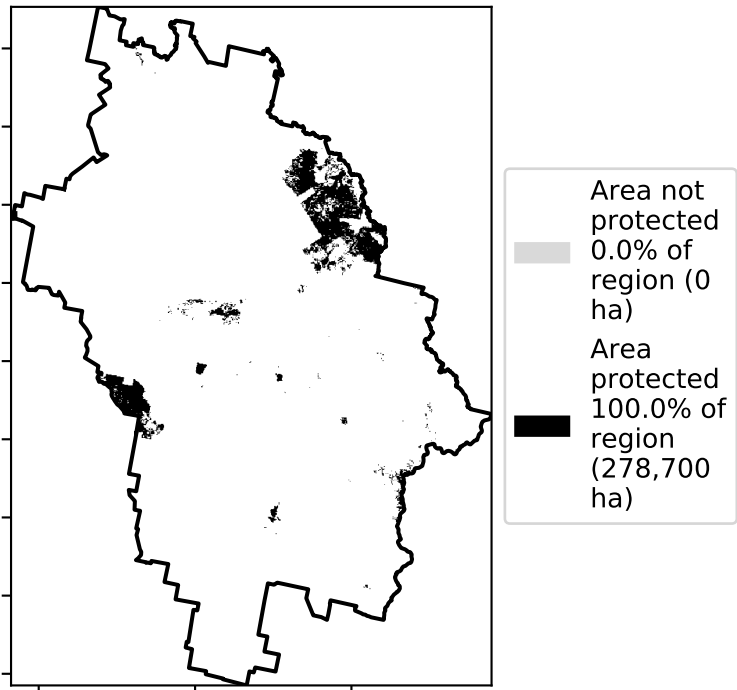 Area not
protected
0.0% of
region (0
ha)
Area
protected
100.0% of
region
(278,700
ha)